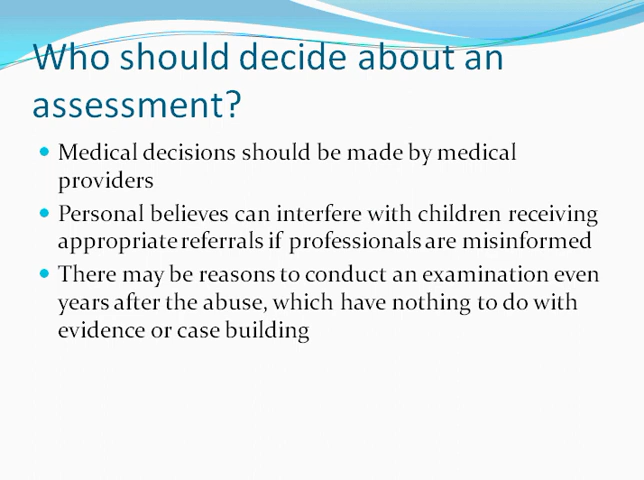 Who should decide about an
assessment?
Medical decisions should be made by medical
providers
Personal believes can interfere with children receiving
appropriate referrals if professionals are misinformed
There may be reasons to conduct an examination even
years after the abuse, which have nothing to do with
evidence or case building